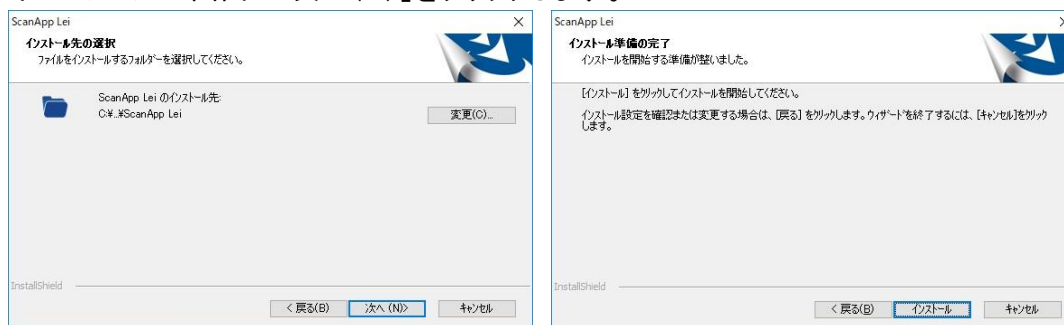 ScanApp Lei
インストール先の選択
ファイルをインストールするフォルダーを選択してください。
ScanApp Lei のインストール先:
C:¥...¥ScanApp Lei
変更(C)...
InstallShield
< 戻る(B)
次へ (N)>
キャンセル
ScanApp Lei
インストール準備の完了
インストールを開始する準備が整いました。
[インストール] をクリックしてインストールを開始してください。
インストール設定を確認または変更する場合は、[戻る] をクリックします。ウィザードを終了するには、[キャンセル]をクリック
します。
InstallShield
< 戻る(B)
インストール
キャンセル